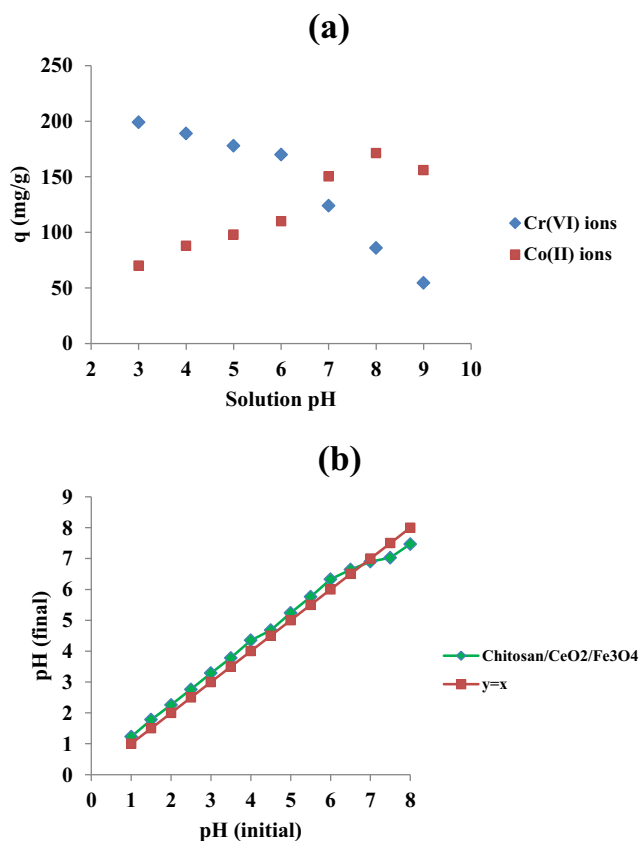 (a)
250
200
150
100
50
0
q (mg/g)
2 3 4 5 6 7 8 9 10
Solution pH
Cr(VI) ions
Co(II) ions
(b)
9
8
7
6
5
4
3
2
1
0
pH (final)
0 1 2 3 4 5 6 7 8
pH (initial)
Chitosan/CeO2/Fe3O4
y=x